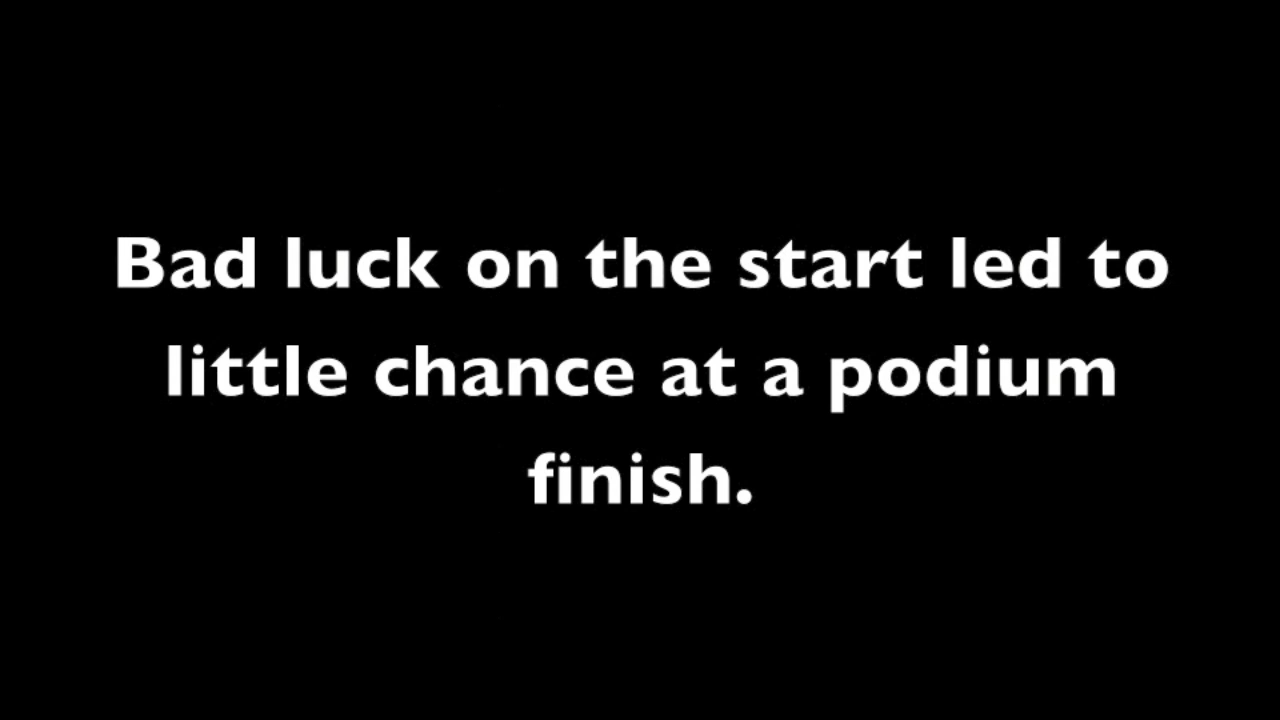 Bad luck on the start led to
little chance at a podium
finish.